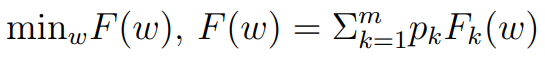 min_w F(w), F(w) = Σ_{k=1}^{m} p_k F_k(w)